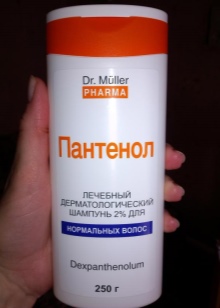 Dr. Müller
PHARMA
Пантенол
ЛЕЧЕБНЫЙ
ДЕРМАТОЛОГИЧЕСКИЙ
ШАМПУНЬ 2% ДЛЯ
НОРМАЛЬНЫХ ВОЛОС
Dexpanthenolum
250 г